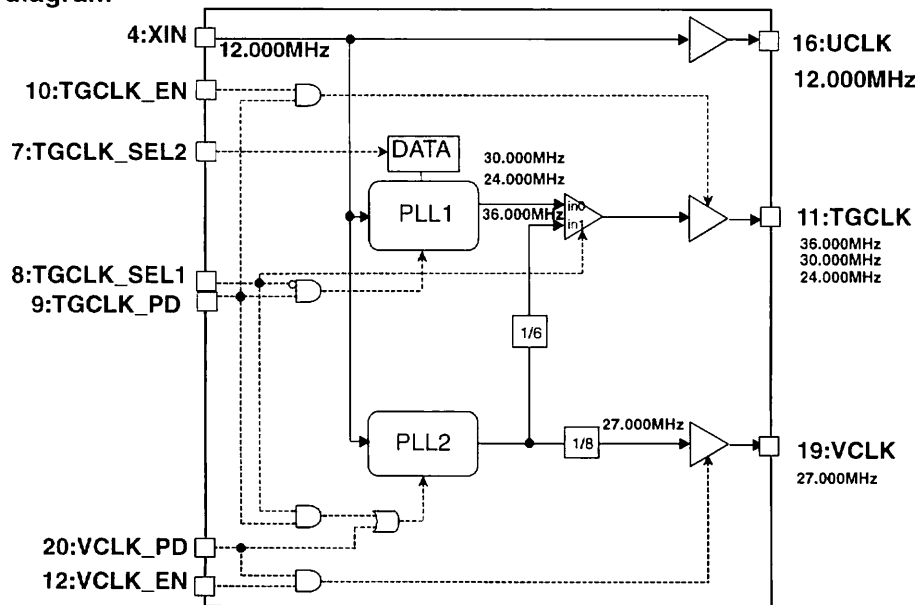 diagram
4:XIN
12.000MHz
16:UCLK
12.000MHz
10:TGCLK_EN
7:TGCLK_SEL2
DATA
30.000MHz
24.000MHz
PLL1
36.000MHz
in0
in1
11:TGCLK
36.000MHz
30.000MHz
24.000MHz
8:TGCLK_SEL1
9:TGCLK_PD
1/6
PLL2
1/8
27.000MHz
19:VCLK
27.000MHz
20:VCLK_PD
12:VCLK_EN